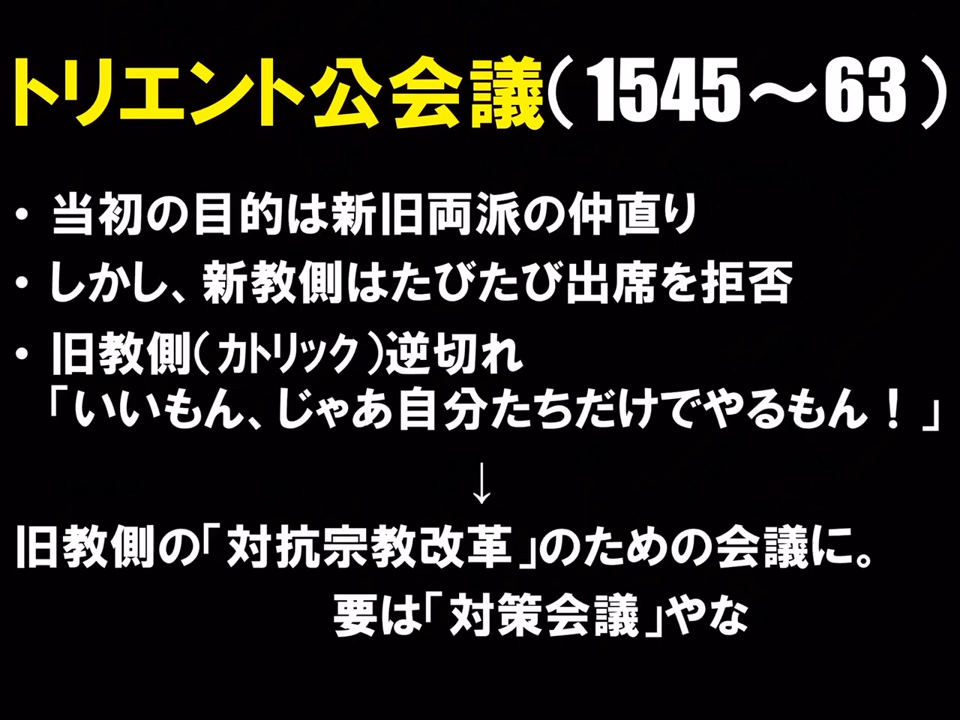 トリエント公会議（1545～63）
・当初の目的は新旧両派の仲直り
・しかし、新教側はたびたび出席を拒否
・旧教側（ｶﾄﾘｯｸ）逆切れ
「いいもん、じゃあ自分たちだけでやるもん！」
↓
旧教側の「対抗宗教改革」のための会議に。
要は「対策会議」やな